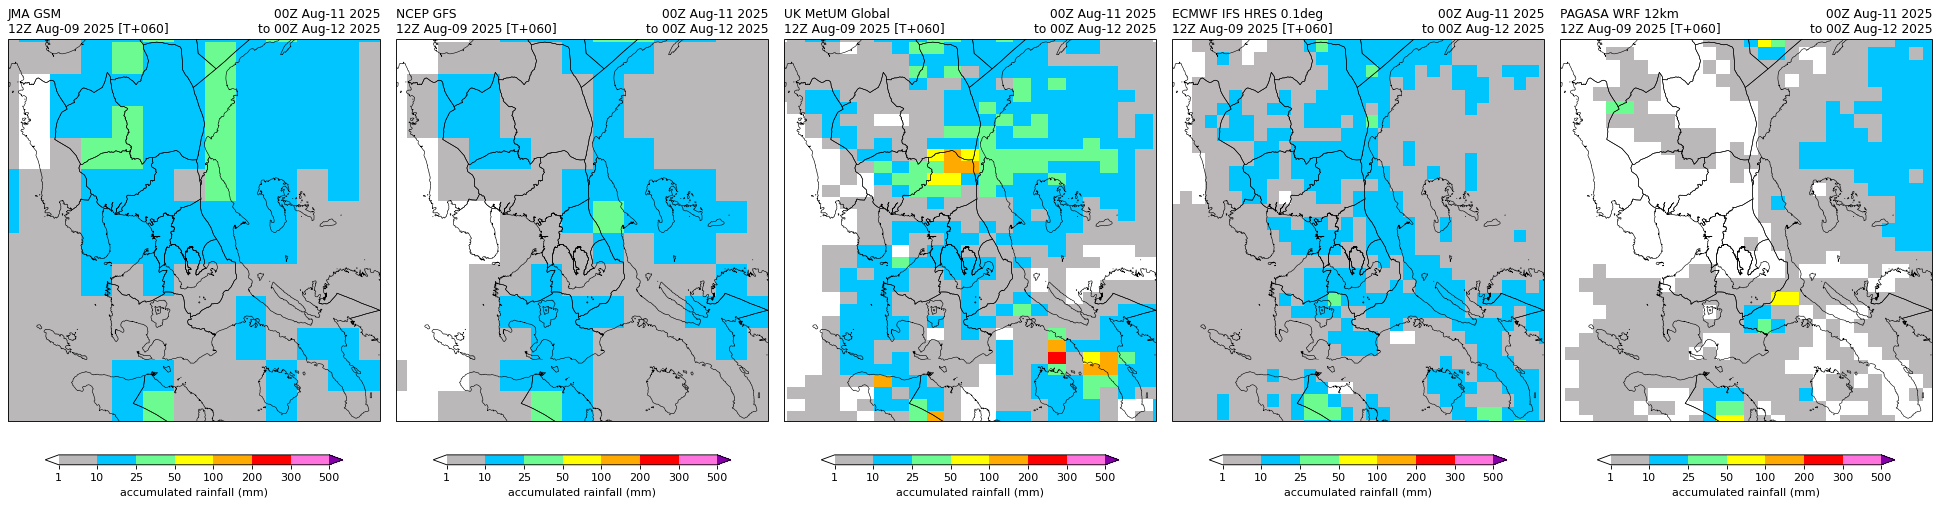 JMA GSM 00Z Aug-11 2025
12Z Aug-09 2025 [T+060] to 00Z Aug-12 2025
NCEP GFS 00Z Aug-11 2025
12Z Aug-09 2025 [T+060] to 00Z Aug-12 2025
UK MetUM Global 00Z Aug-11 2025
12Z Aug-09 2025 [T+060] to 00Z Aug-12 2025
ECMWF IFS HRES 0.1deg 00Z Aug-11 2025
12Z Aug-09 2025 [T+060] to 00Z Aug-12 2025
PAGASA WRF 12km 00Z Aug-11 2025
12Z Aug-09 2025 [T+060] to 00Z Aug-12 2025
1 10 25 50 100 200 300 500
accumulated rainfall (mm)
1 10 25 50 100 200 300 500
accumulated rainfall (mm)
1 10 25 50 100 200 300 500
accumulated rainfall (mm)
1 10 25 50 100 200 300 500
accumulated rainfall (mm)
1 10 25 50 100 200 300 500
accumulated rainfall (mm)